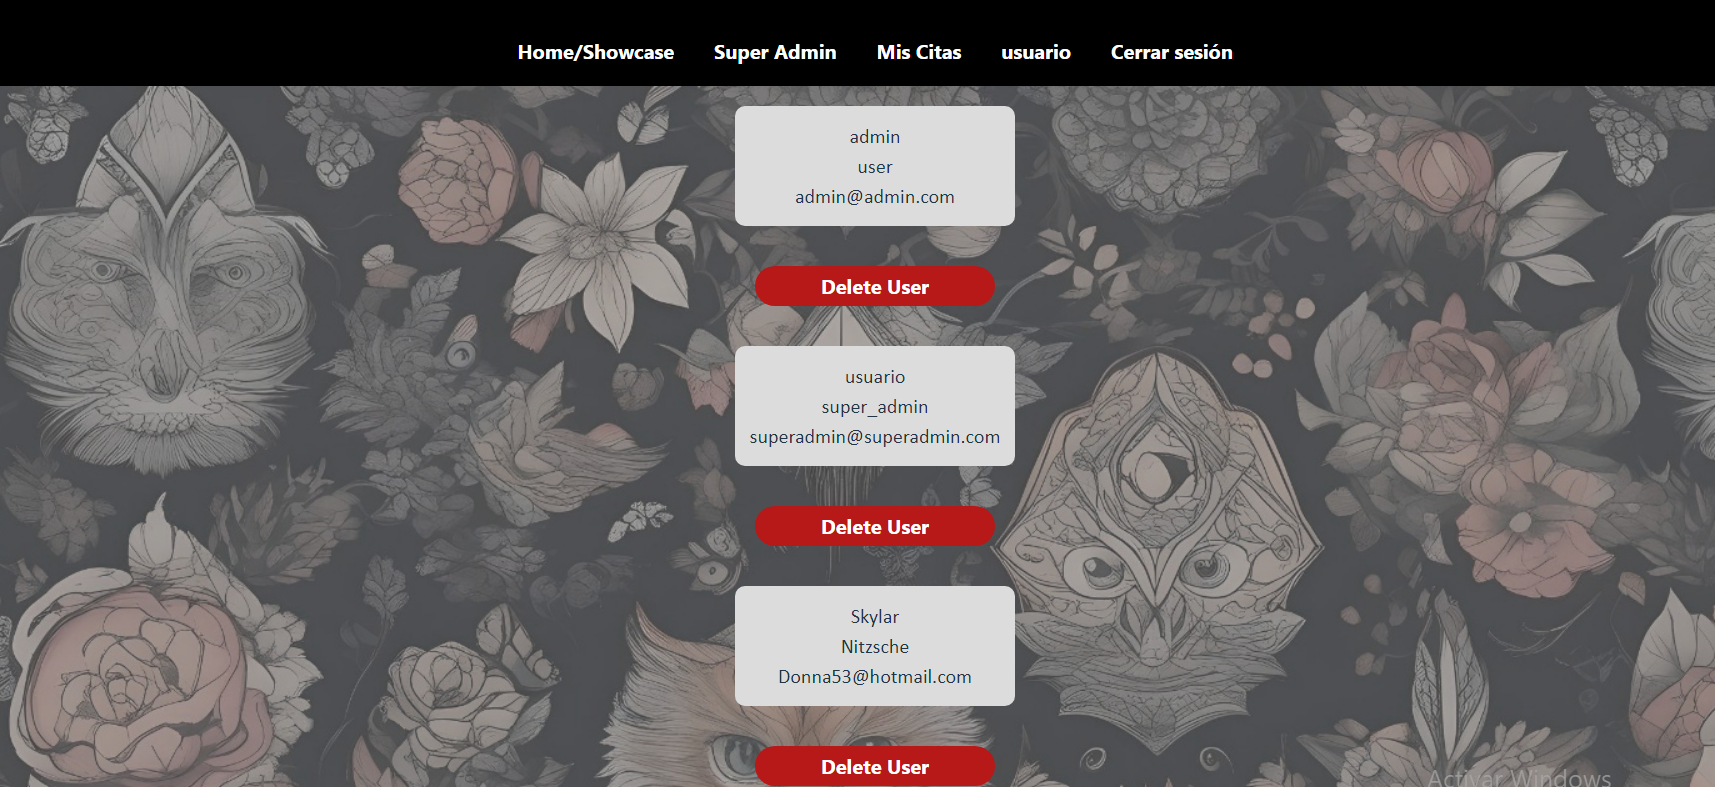 Home/Showcase Super Admin Mis Citas usuario Cerrar sesión
admin
user
admin@admin.com
Delete User
usuario
super_admin
superadmin@superadmin.com
Delete User
Skylar
Nitzsche
Donna53@hotmail.com
Delete User
Activar Windows